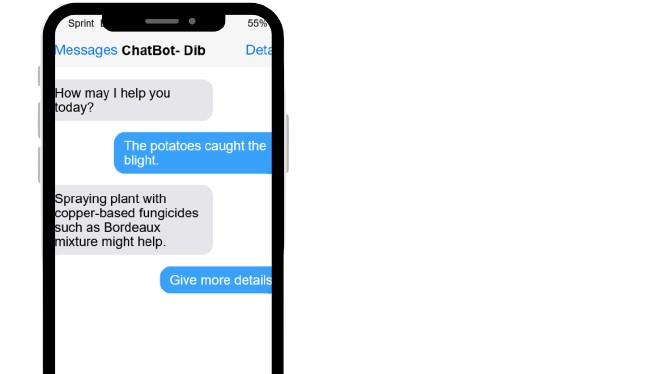 Sprint 55%
Messages ChatBot- Dib
How may I help you
today?
The potatoes caught the
blight.
Spraying plant with
copper-based fungicides
such as Bordeaux
mixture might help.
Give more details